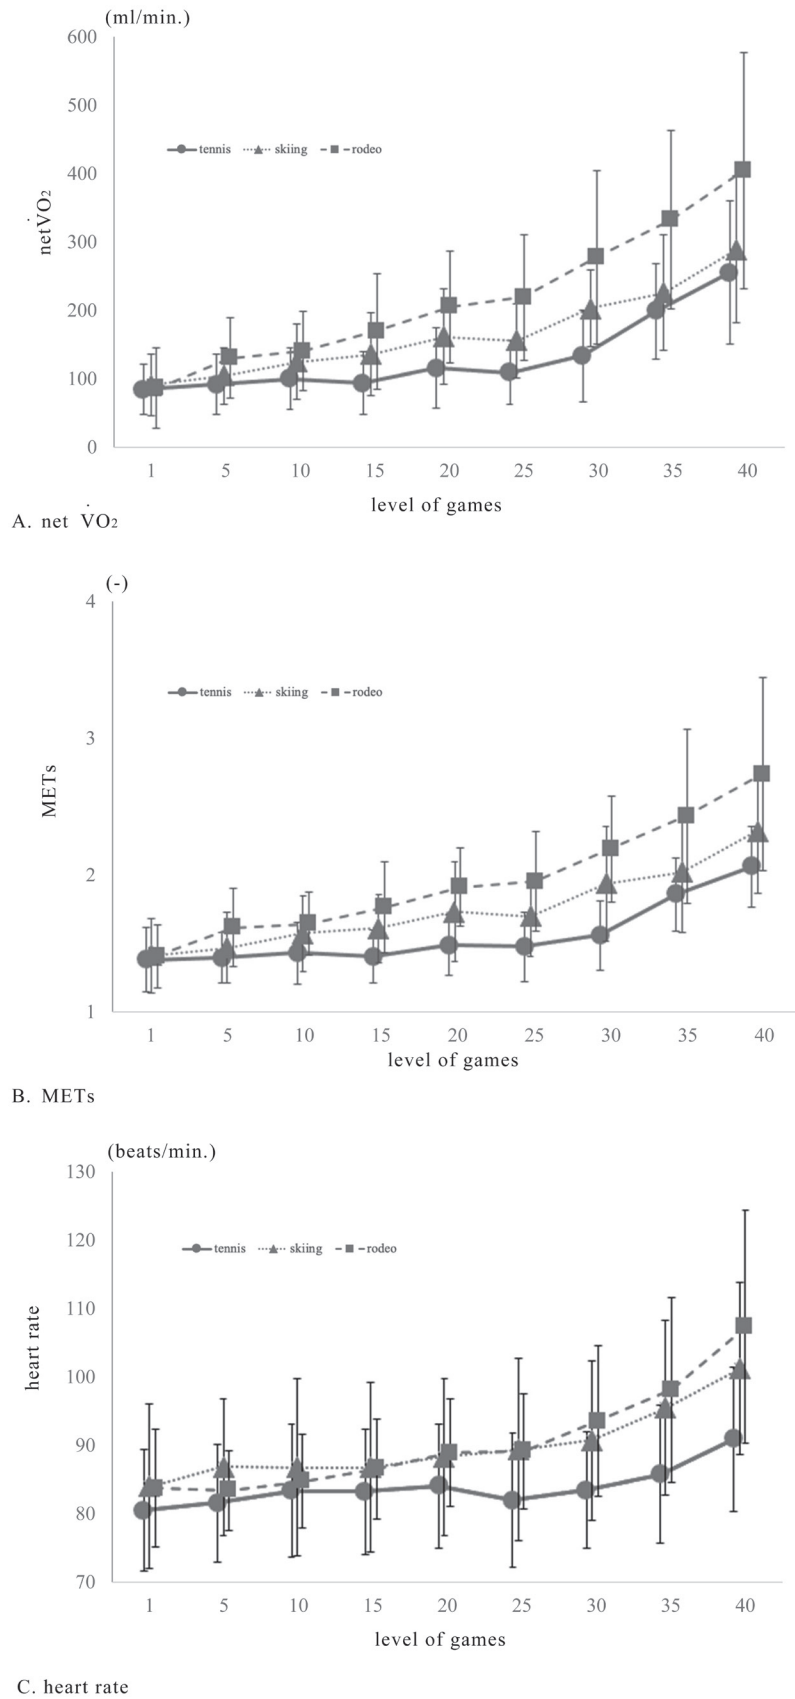 (ml/min.)
600
500
400
300
200
100
0
netV̇O₂
tennis skiing rodeo
1 5 10 15 20 25 30 35 40
level of games
A. net V̇O₂
(-)
4
3
2
1
METs
tennis skiing rodeo
1 5 10 15 20 25 30 35 40
level of games
B. METs
(beats/min.)
130
120
110
100
90
80
70
heart rate
tennis skiing rodeo
1 5 10 15 20 25 30 35 40
level of games
C. heart rate